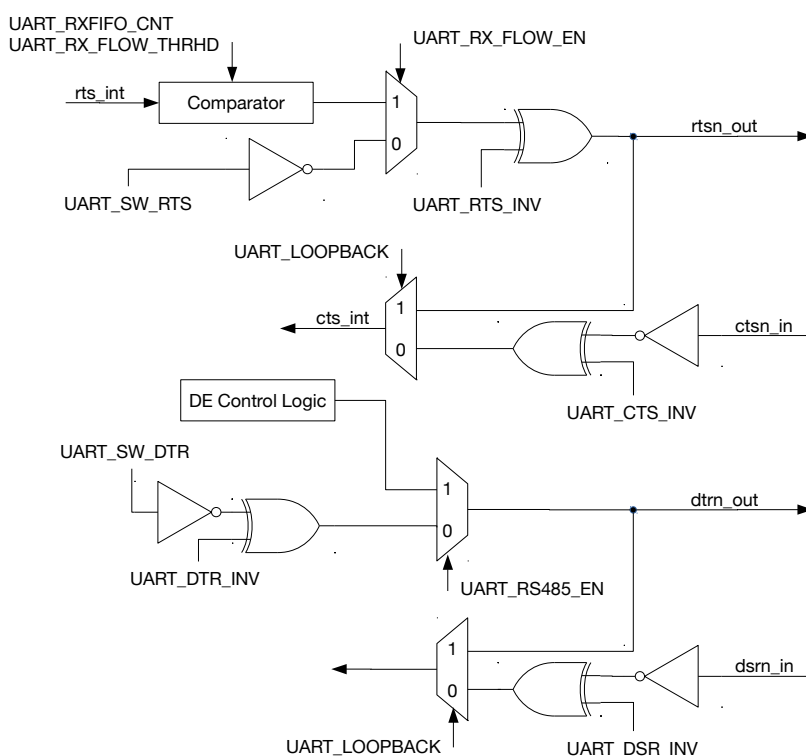 UART_RXFIFO_CNT
UART_RX_FLOW_THRHD
UART_RX_FLOW_EN
rts_int
Comparator
1
0
rtsn_out
UART_SW_RTS
UART_RTS_INV
UART_LOOPBACK
1
cts_int
0
ctsn_in
DE Control Logic
UART_CTS_INV
UART_SW_DTR
1
dtrn_out
0
UART_DTR_INV
UART_RS485_EN
1
0
dsrn_in
UART_LOOPBACK
UART_DSR_INV